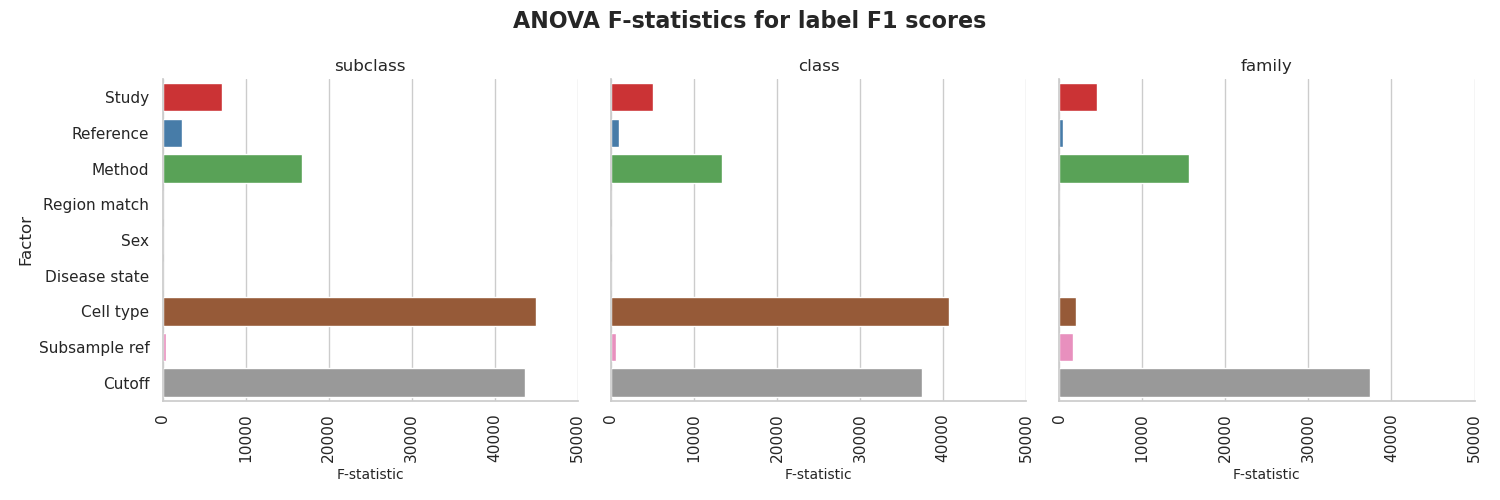 ANOVA F-statistics for label F1 scores
subclass
class
family
Factor
Study
Reference
Method
Region match
Sex
Disease state
Cell type
Subsample ref
Cutoff
0 10000 20000 30000 40000 50000
0 10000 20000 30000 40000 50000
0 10000 20000 30000 40000 50000
F-statistic
F-statistic
F-statistic